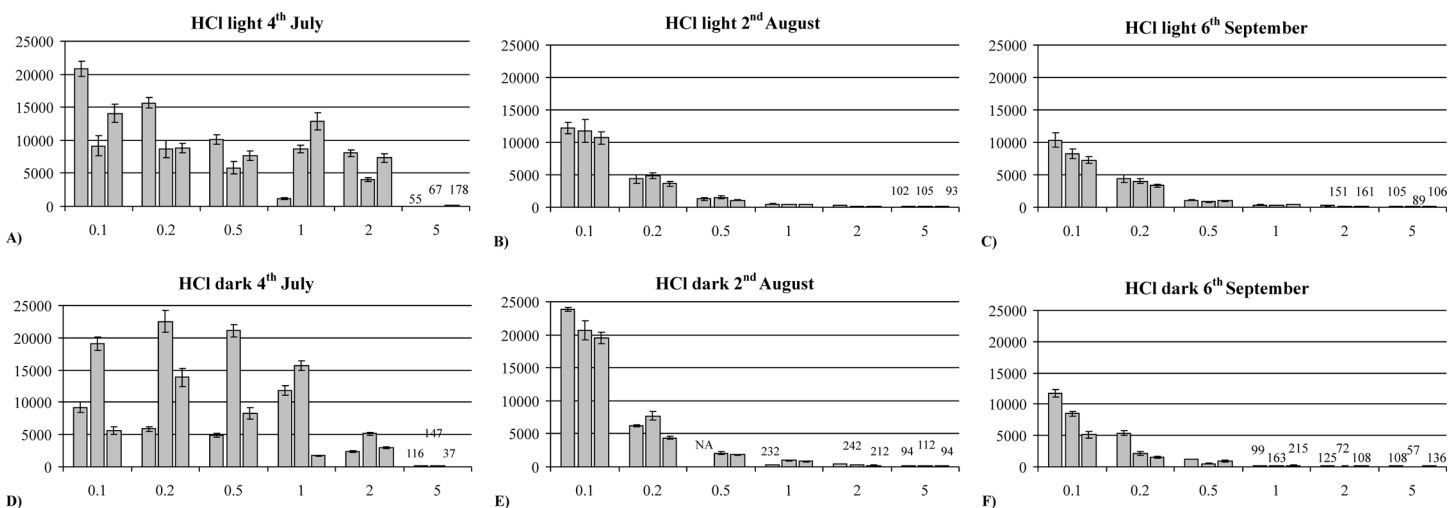 HCl light 4th July
25000
20000
15000
10000
5000
0
55 67 178
0.1 0.2 0.5 1 2 5
A)
HCl light 2nd August
25000
20000
15000
10000
5000
0
102 105 93
0.1 0.2 0.5 1 2 5
B)
HCl light 6th September
25000
20000
15000
10000
5000
0
151 161 105 89 106
0.1 0.2 0.5 1 2 5
C)
HCl dark 4th July
25000
20000
15000
10000
5000
0
116 147 37
0.1 0.2 0.5 1 2 5
D)
HCl dark 2nd August
25000
20000
15000
10000
5000
0
NA 232 242 212 94 112 94
0.1 0.2 0.5 1 2 5
E)
HCl dark 6th September
25000
20000
15000
10000
5000
0
99 163 215 125 72 108 108 57 136
0.1 0.2 0.5 1 2 5
F)